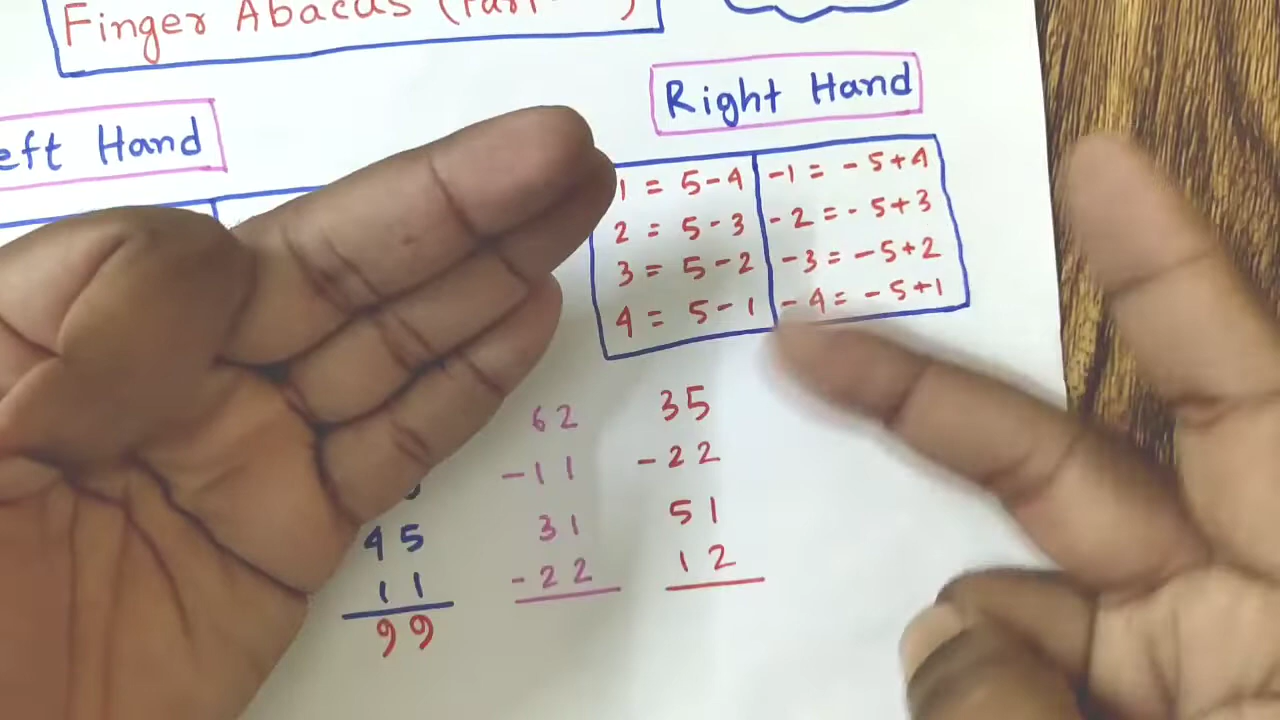 Finger Abacus (Part
Right Hand
eft Hand
1 = 5-4 -1 = -5+4
2 = 5-3 -2 = -5+3
3 = 5-2 -3 = -5+2
4 = 5-1 -4 = -5+1
62 35
-11 -22
45 31 51
11 -22 12
99